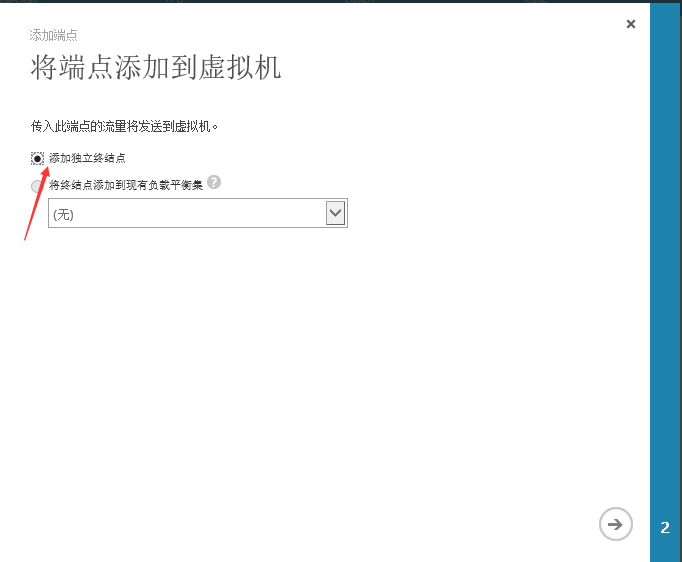 添加端点
将端点添加到虚拟机
传入此端点的流量将发送到虚拟机。
添加独立终结点
将终结点添加到现有负载平衡集 ?
(无)
2